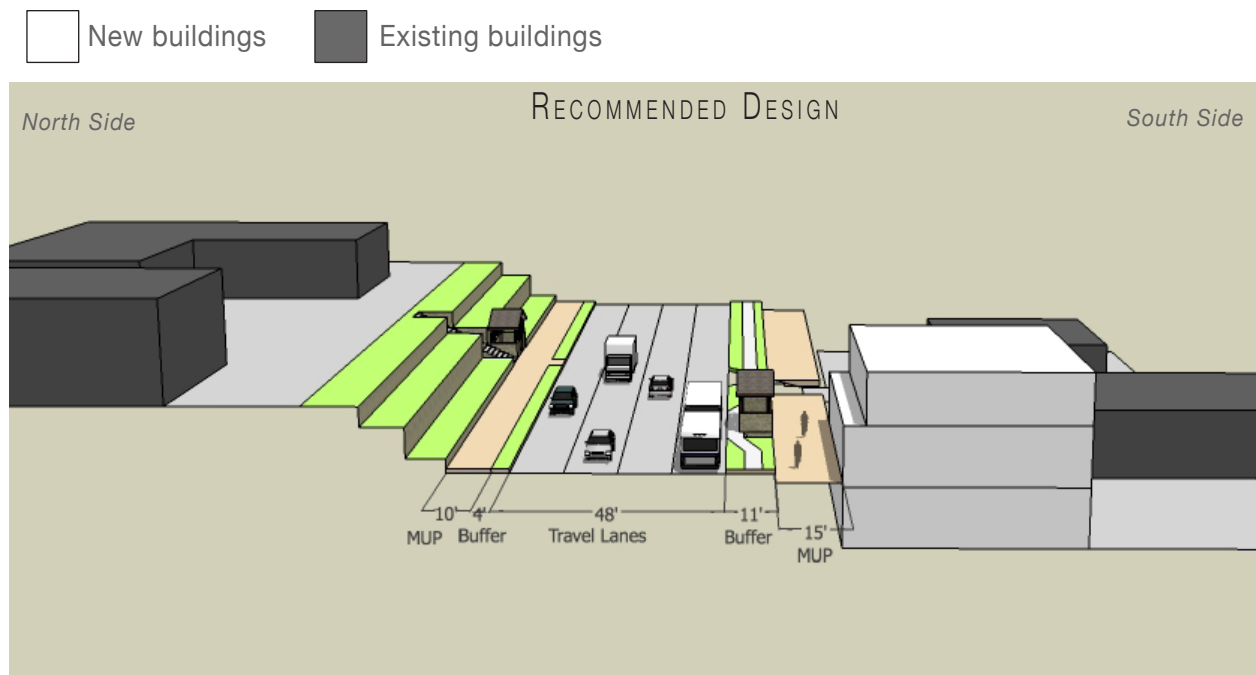 New buildings
Existing buildings
RECOMMENDED DESIGN
North Side
South Side
10' 4' 48' 11' 15'
MUP Buffer Travel Lanes Buffer MUP